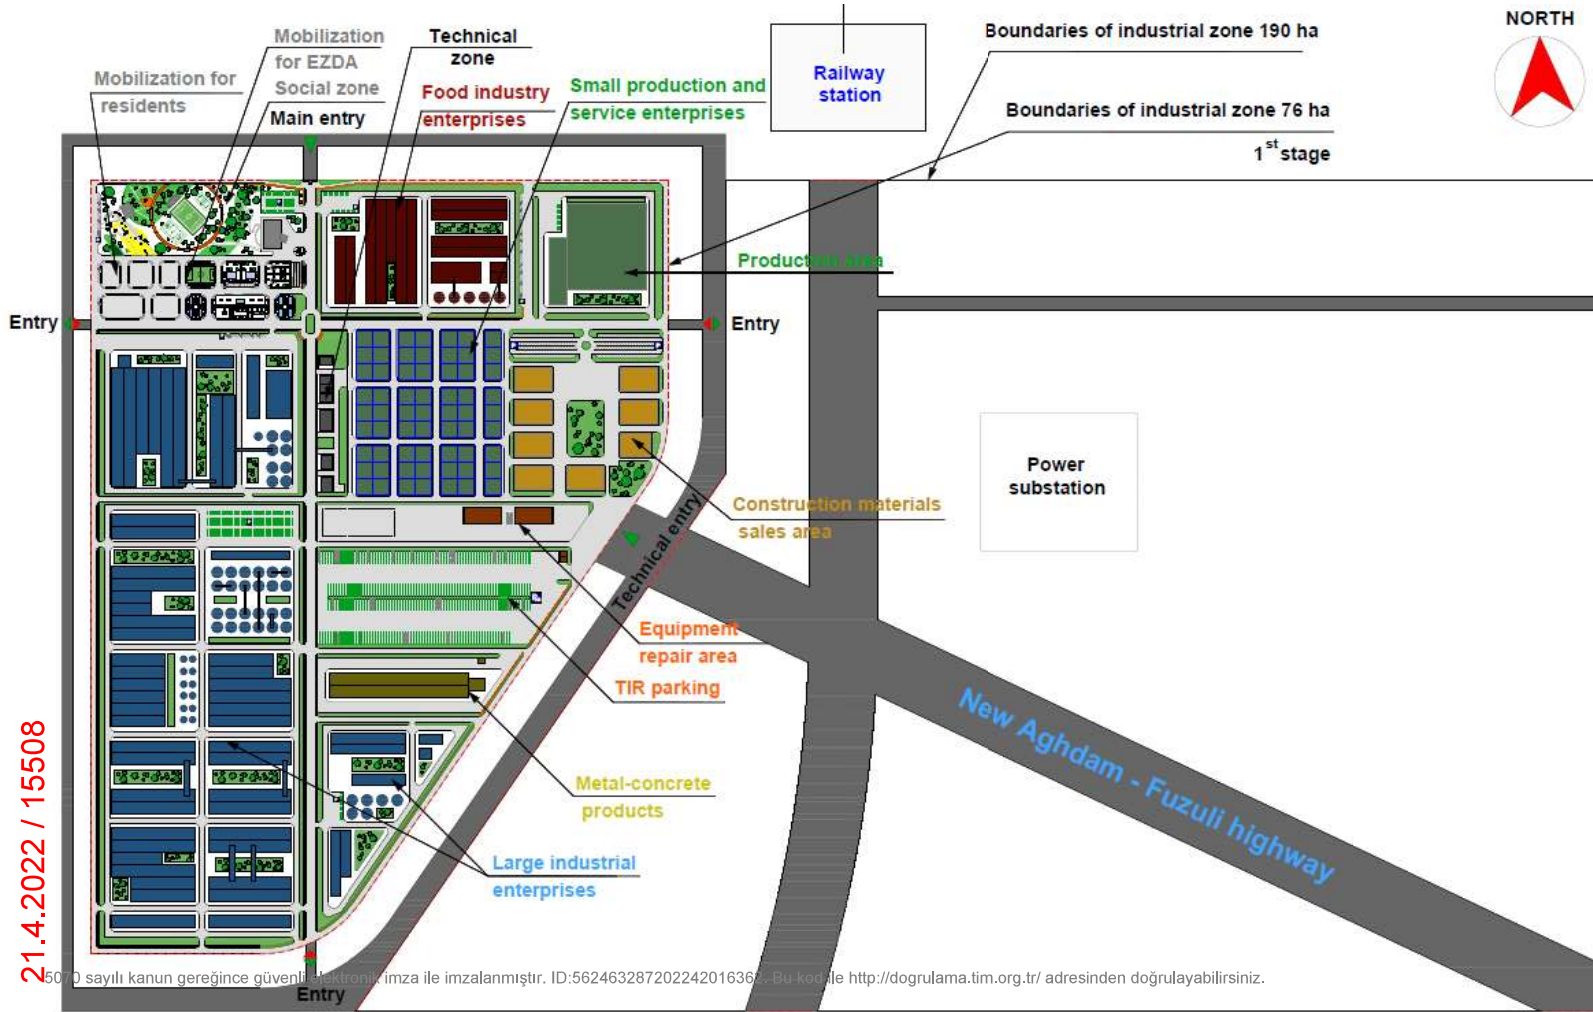 NORTH
Boundaries of industrial zone 190 ha
Boundaries of industrial zone 76 ha
1st stage
Railway
station
Mobilization
for EZDA
Social zone
Main entry
Mobilization for
residents
Technical
zone
Food industry
enterprises
Small production and
service enterprises
Production area
Entry
Entry
Power
substation
Construction materials
sales area
Technical entry
Equipment
repair area
TIR parking
New Aghdam - Fuzuli highway
Metal-concrete
products
Large industrial
enterprises
21.4.2022 / 15508
5070 sayılı kanun gereğince güvenli elektronik imza ile imzalanmıştır. ID:562463287202242016362. Bu kod ile http://dogrulama.tim.org.tr/ adresinden doğrulayabilirsiniz.
Entry